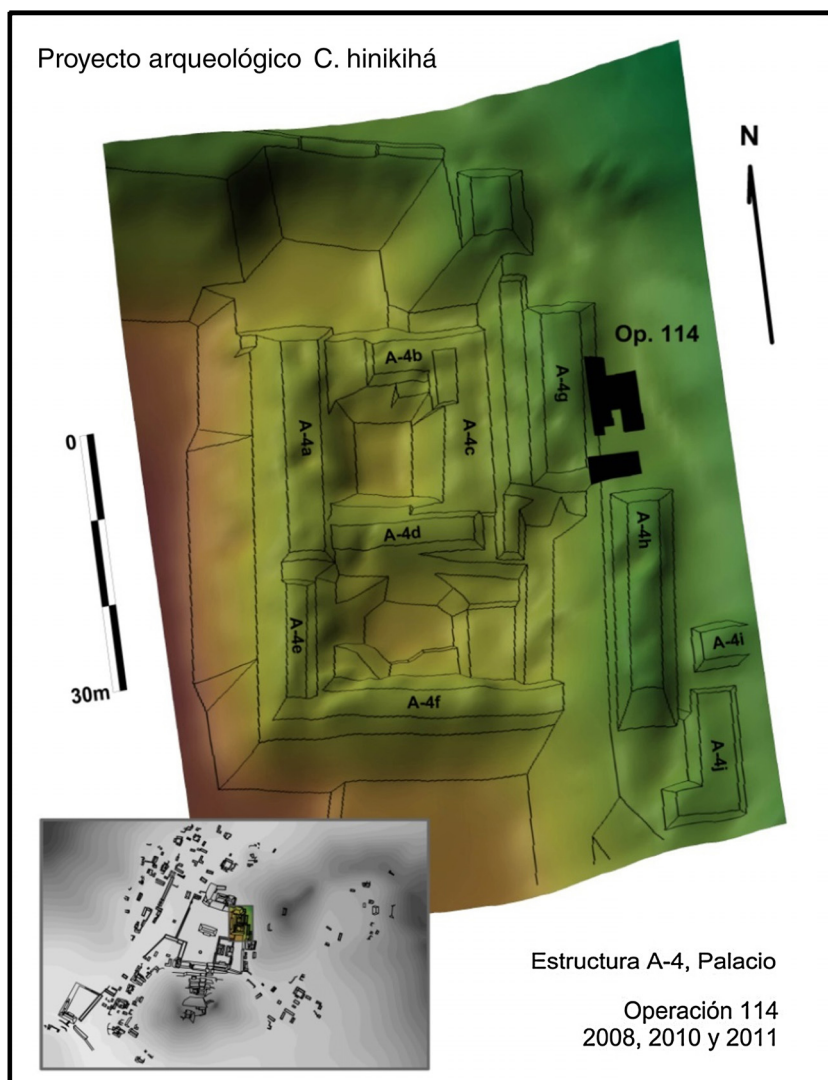 Proyecto arqueológico C. hinikihá
N
Op. 114
A-4b
A-4g
A-4a
A-4c
0
A-4d
A-4h
A-4e
A-4i
30m
A-4f
A-4j
Estructura A-4, Palacio
Operación 114
2008, 2010 y 2011